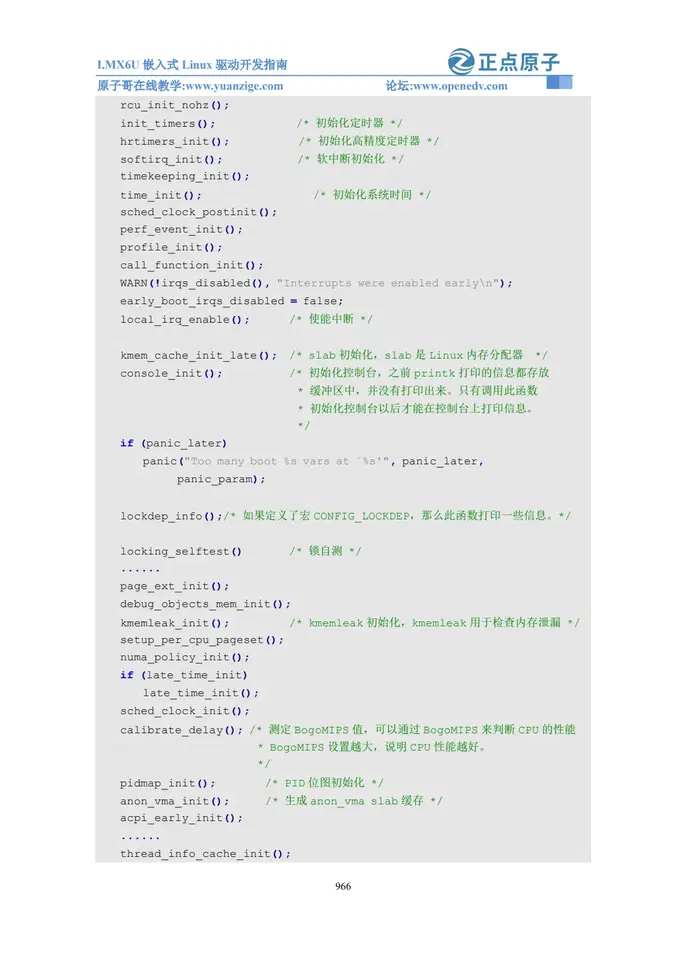 I.MX6U 嵌入式 Linux 驱动开发指南
正点原子
原子哥在线教学:www.yuanzige.com 论坛:www.openedv.com
rcu_init_nohz();
init_timers(); /* 初始化定时器 */
hrtimers_init(); /* 初始化高精度定时器 */
softirq_init(); /* 软中断初始化 */
timekeeping_init();
time_init(); /* 初始化系统时间 */
sched_clock_postinit();
perf_event_init();
profile_init();
call_function_init();
WARN(!irqs_disabled(), "Interrupts were enabled early\n");
early_boot_irqs_disabled = false;
local_irq_enable(); /* 使能中断 */
kmem_cache_init_late(); /* slab 初始化，slab 是 Linux 内存分配器 */
console_init(); /* 初始化控制台，之前 printk 打印的信息都存放
* 缓冲区中，并没有打印出来。只有调用此函数
* 初始化控制台以后才能在控制台上打印信息。
*/
if (panic_later)
panic("Too many boot %s vars at `%s'", panic_later,
panic_param);
lockdep_info();/* 如果定义了宏 CONFIG_LOCKDEP，那么此函数打印一些信息。*/
locking_selftest() /* 锁自测 */
......
page_ext_init();
debug_objects_mem_init();
kmemleak_init(); /* kmemleak 初始化，kmemleak 用于检查内存泄漏 */
setup_per_cpu_pageset();
numa_policy_init();
if (late_time_init)
late_time_init();
sched_clock_init();
calibrate_delay(); /* 测定 BogoMIPS 值，可以通过 BogoMIPS 来判断 CPU 的性能
* BogoMIPS 设置越大，说明 CPU 性能越好。
*/
pidmap_init(); /* PID 位图初始化 */
anon_vma_init(); /* 生成 anon_vma slab 缓存 */
acpi_early_init();
......
thread_info_cache_init();
966